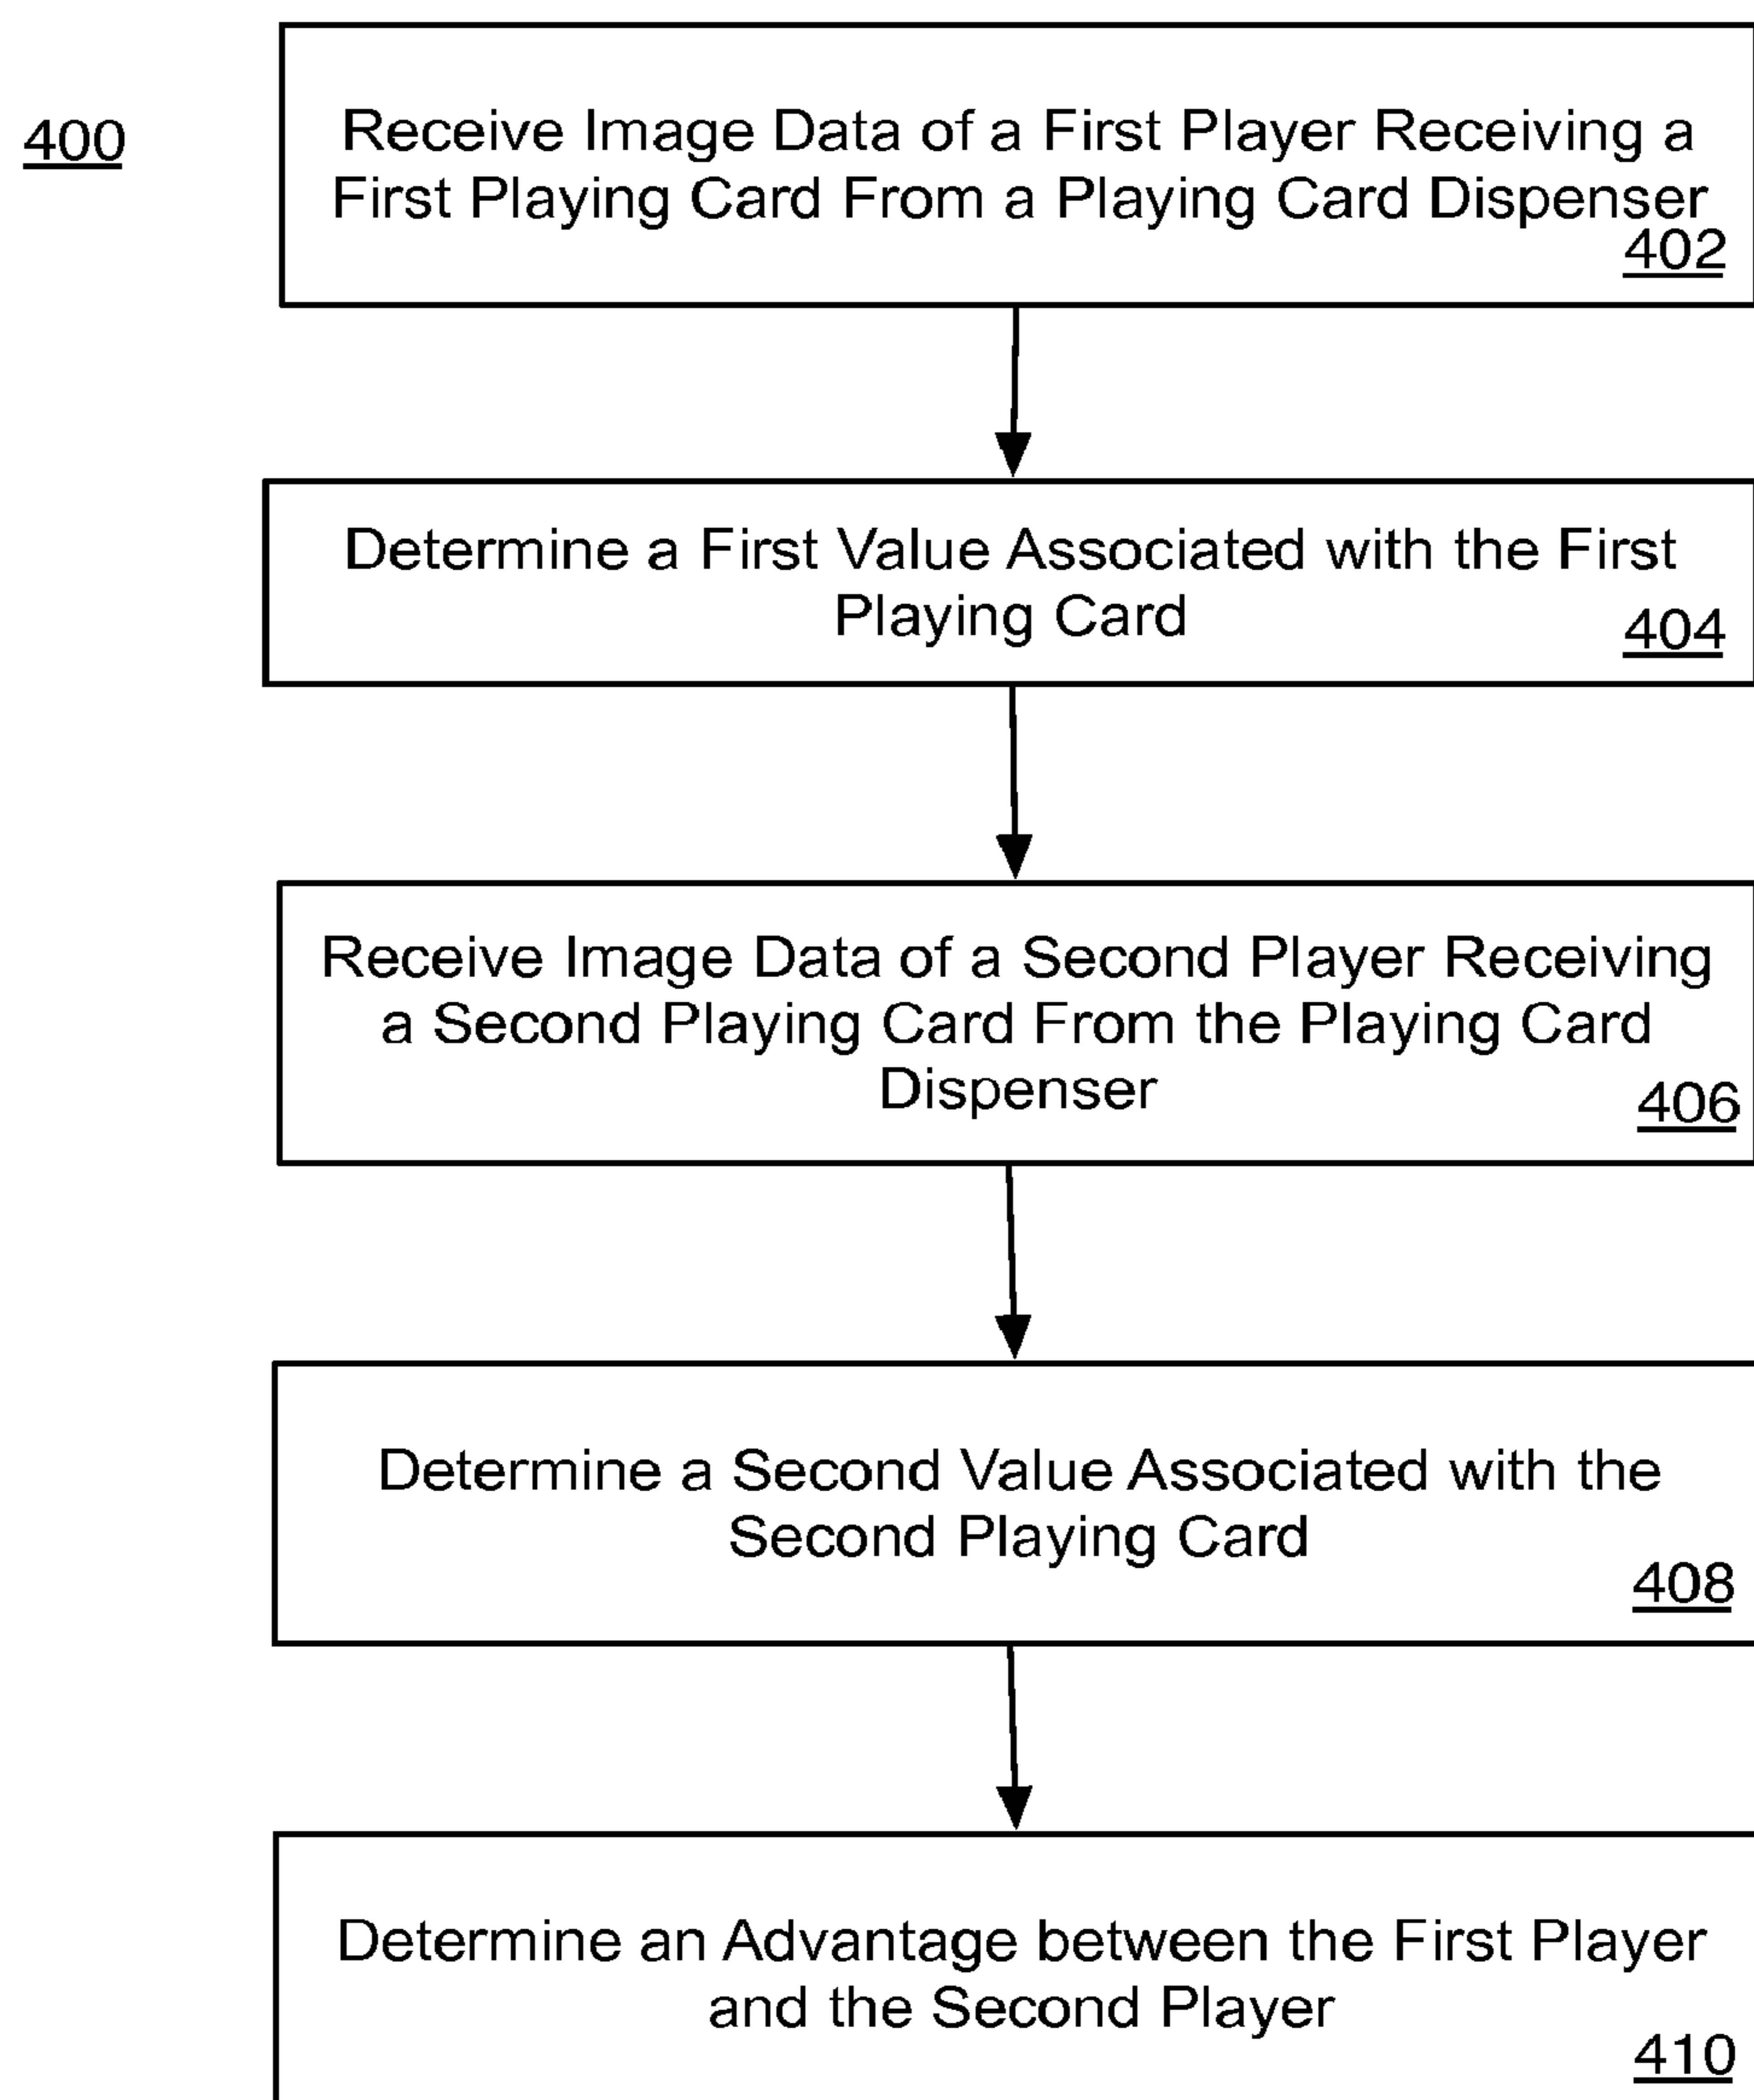 400
Receive Image Data of a First Player Receiving a
First Playing Card From a Playing Card Dispenser
402
Determine a First Value Associated with the First
Playing Card
404
Receive Image Data of a Second Player Receiving
a Second Playing Card From the Playing Card
Dispenser
406
Determine a Second Value Associated with the
Second Playing Card
408
Determine an Advantage between the First Player
and the Second Player
410